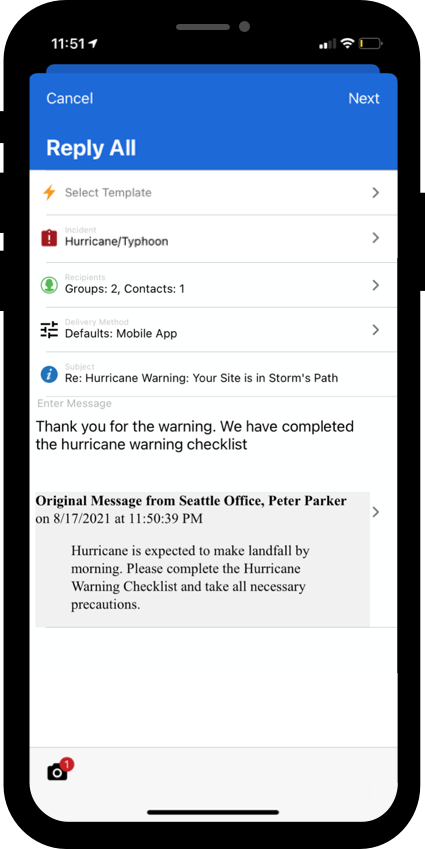 11:51
Cancel
Next
Reply All
Select Template
Incident
Hurricane/Typhoon
Recipients
Groups: 2, Contacts: 1
Delivery Method
Defaults: Mobile App
Subject
Re: Hurricane Warning: Your Site is in Storm's Path
Enter Message
Thank you for the warning. We have completed
the hurricane warning checklist
Original Message from Seattle Office, Peter Parker
on 8/17/2021 at 11:50:39 PM
Hurricane is expected to make landfall by
morning. Please complete the Hurricane
Warning Checklist and take all necessary
precautions.
1